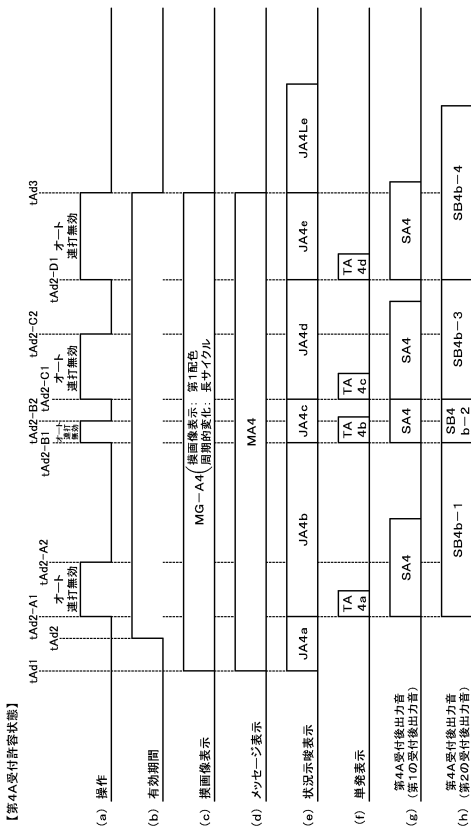 【第4A受付許容状態】
tAd1
tAd2
tAd2-A1
tAd2-A2
tAd2-B1
tAd2-B2
tAd2-C1
tAd2-C2
tAd2-D1
tAd3
(a) 操作
オート
連打無効
オート
連打
無効
オート
連打無効
オート
連打無効
(b) 有効期間
(c) 操画像表示
MG-A4(操画像表示:第1配色
周期的変化:長サイクル)
(d) メッセージ表示
MA4
(e) 状況示唆表示
JA4a
JA4b
JA4c
JA4d
JA4e
JA4Le
(f) 単発表示
TA
4a
TA
4b
TA
4c
TA
4d
(g) 第4A受付後出力音
(第1の受付後出力音)
SA4
SA4
SA4
SA4
(h) 第4A受付後出力音
(第2の受付後出力音)
SB4b-1
SB4
b-2
SB4b-3
SB4b-4